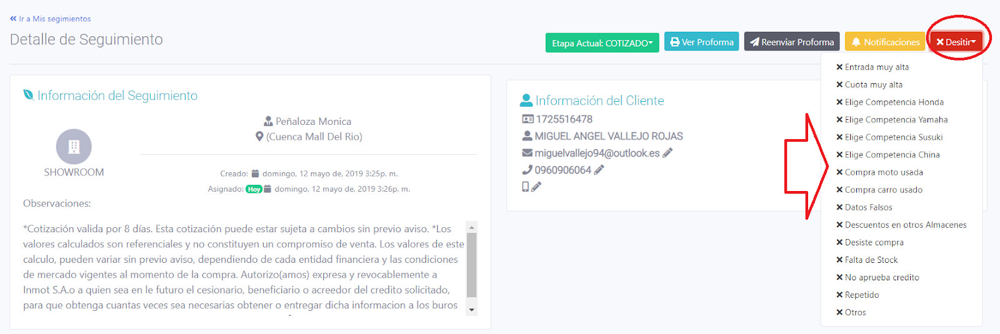 Ir a Mis segimientos
Detalle de Seguimiento
Etapa Actual: COTIZADO
Ver Proforma
Reenviar Proforma
Notificaciones
Desitir
Información del Seguimiento
Peñaloza Monica
(Cuenca Mall Del Rio)
SHOWROOM
Creado: domingo, 12 mayo de, 2019 3:25p. m.
Asignado: Hoy domingo, 12 mayo de, 2019 3:26p. m.
Observaciones:
*Cotización valida por 8 días. Esta cotización puede estar sujeta a cambios sin previo aviso. *Los
valores calculados son referenciales y no constituyen un compromiso de venta. Los valores de este
calculo, pueden variar sin previo aviso, dependiendo de cada entidad financiera y las condiciones
de mercado vigentes al momento de la compra. Autorizo(amos) expresa y revocablemente a
Inmot S.A.o a quien sea en le futuro el cesionario, beneficiario o acreedor del credito solicitado,
para que obtenga cuantas veces sea necesarias obtener o entregar dicha informacion a los buros
Información del Cliente
1725516478
MIGUEL ANGEL VALLEJO ROJAS
miguelvallejo94@outlook.es
0960906064
Entrada muy alta
Cuota muy alta
Elige Competencia Honda
Elige Competencia Yamaha
Elige Competencia Susuki
Elige Competencia China
Compra moto usada
Compra carro usado
Datos Falsos
Descuentos en otros Almacenes
Desiste compra
Falta de Stock
No aprueba credito
Repetido
Otros